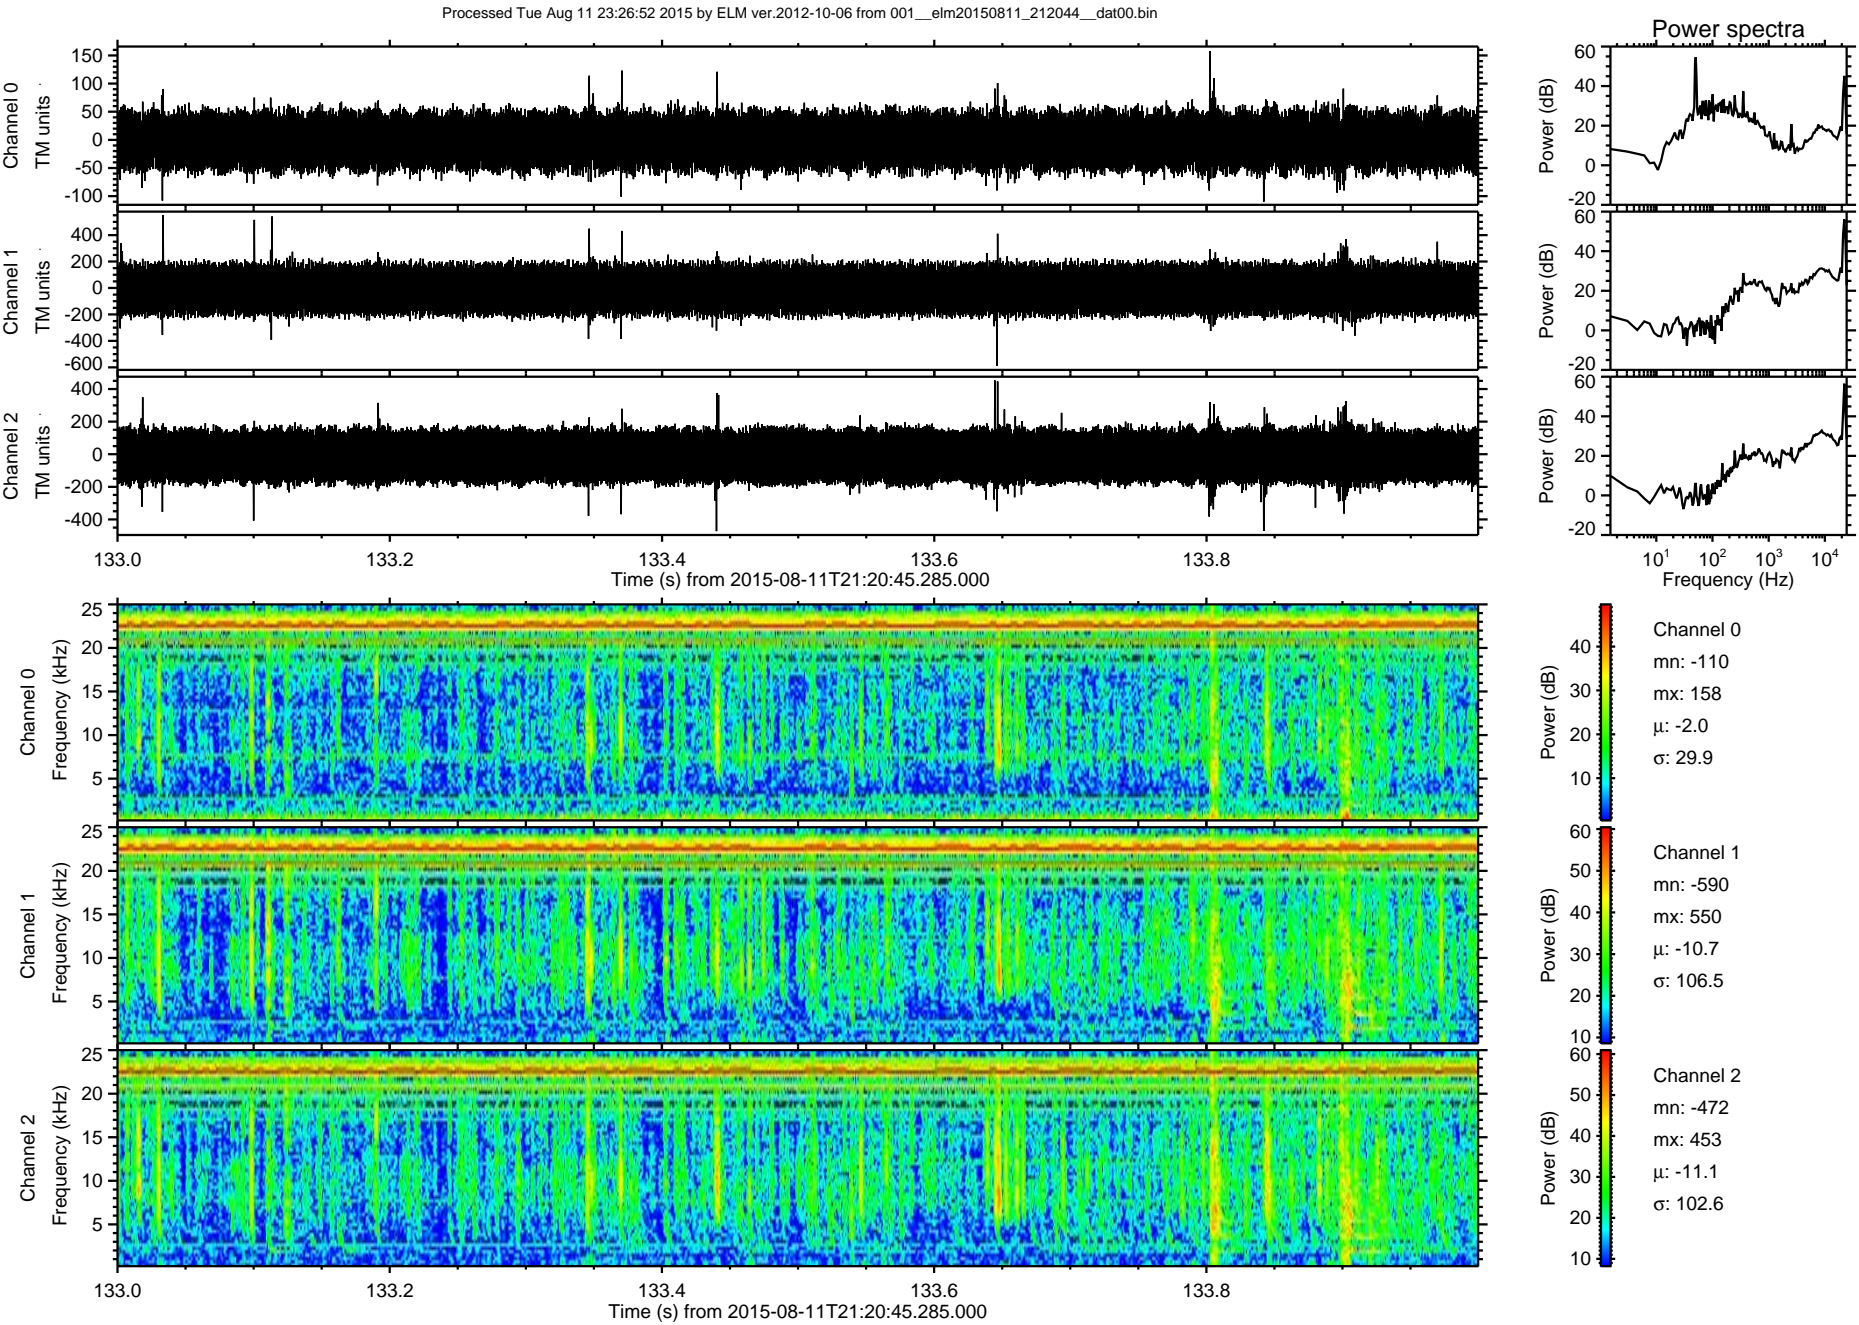 Processed Tue Aug 11 23:26:52 2015 by ELM ver.2012-10-06 from 001__elm20150811_212044__dat00.bin
Power spectra
Channel 0
TM units
150
100
50
0
-50
-100
Power (dB)
60
40
20
0
-20
Channel 1
TM units
400
200
0
-200
-400
-600
Power (dB)
60
40
20
0
-20
Channel 2
TM units
400
200
0
-200
-400
Power (dB)
60
40
20
0
-20
133.0 133.2 133.4 133.6 133.8
Time (s) from 2015-08-11T21:20:45.285.000
10^1 10^2 10^3 10^4
Frequency (Hz)
Channel 0
Frequency (kHz)
25
20
15
10
5
Power (dB)
40
30
20
10
Channel 0
mn: -110
mx: 158
μ: -2.0
σ: 29.9
Channel 1
Frequency (kHz)
25
20
15
10
5
Power (dB)
60
50
40
30
20
10
Channel 1
mn: -590
mx: 550
μ: -10.7
σ: 106.5
Channel 2
Frequency (kHz)
25
20
15
10
5
Power (dB)
60
50
40
30
20
10
Channel 2
mn: -472
mx: 453
μ: -11.1
σ: 102.6
133.0 133.2 133.4 133.6 133.8
Time (s) from 2015-08-11T21:20:45.285.000